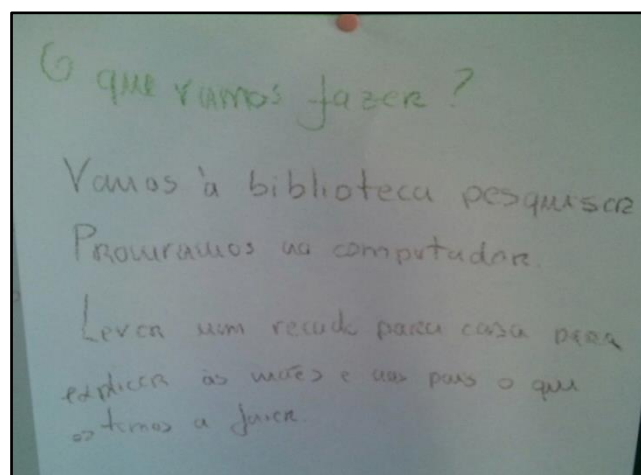 O que vamos fazer?
Vamos à biblioteca pesquisar
Procuramos no computador.
Levar um recado para casa para
explicar às mães e aos pais o que
estamos a fazer.